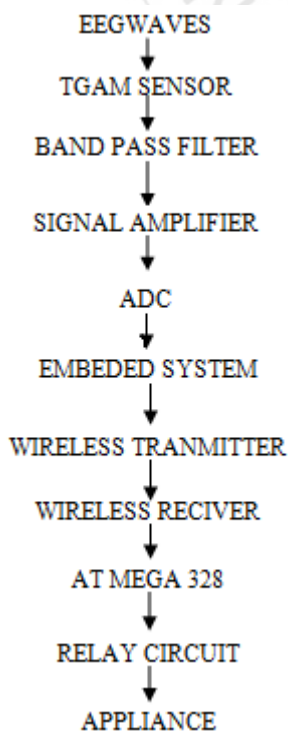 EEGWAVES
TGAM SENSOR
BAND PASS FILTER
SIGNAL AMPLIFIER
ADC
EMBEDED SYSTEM
WIRELESS TRANMITTER
WIRELESS RECIVER
AT MEGA 328
RELAY CIRCUIT
APPLIANCE